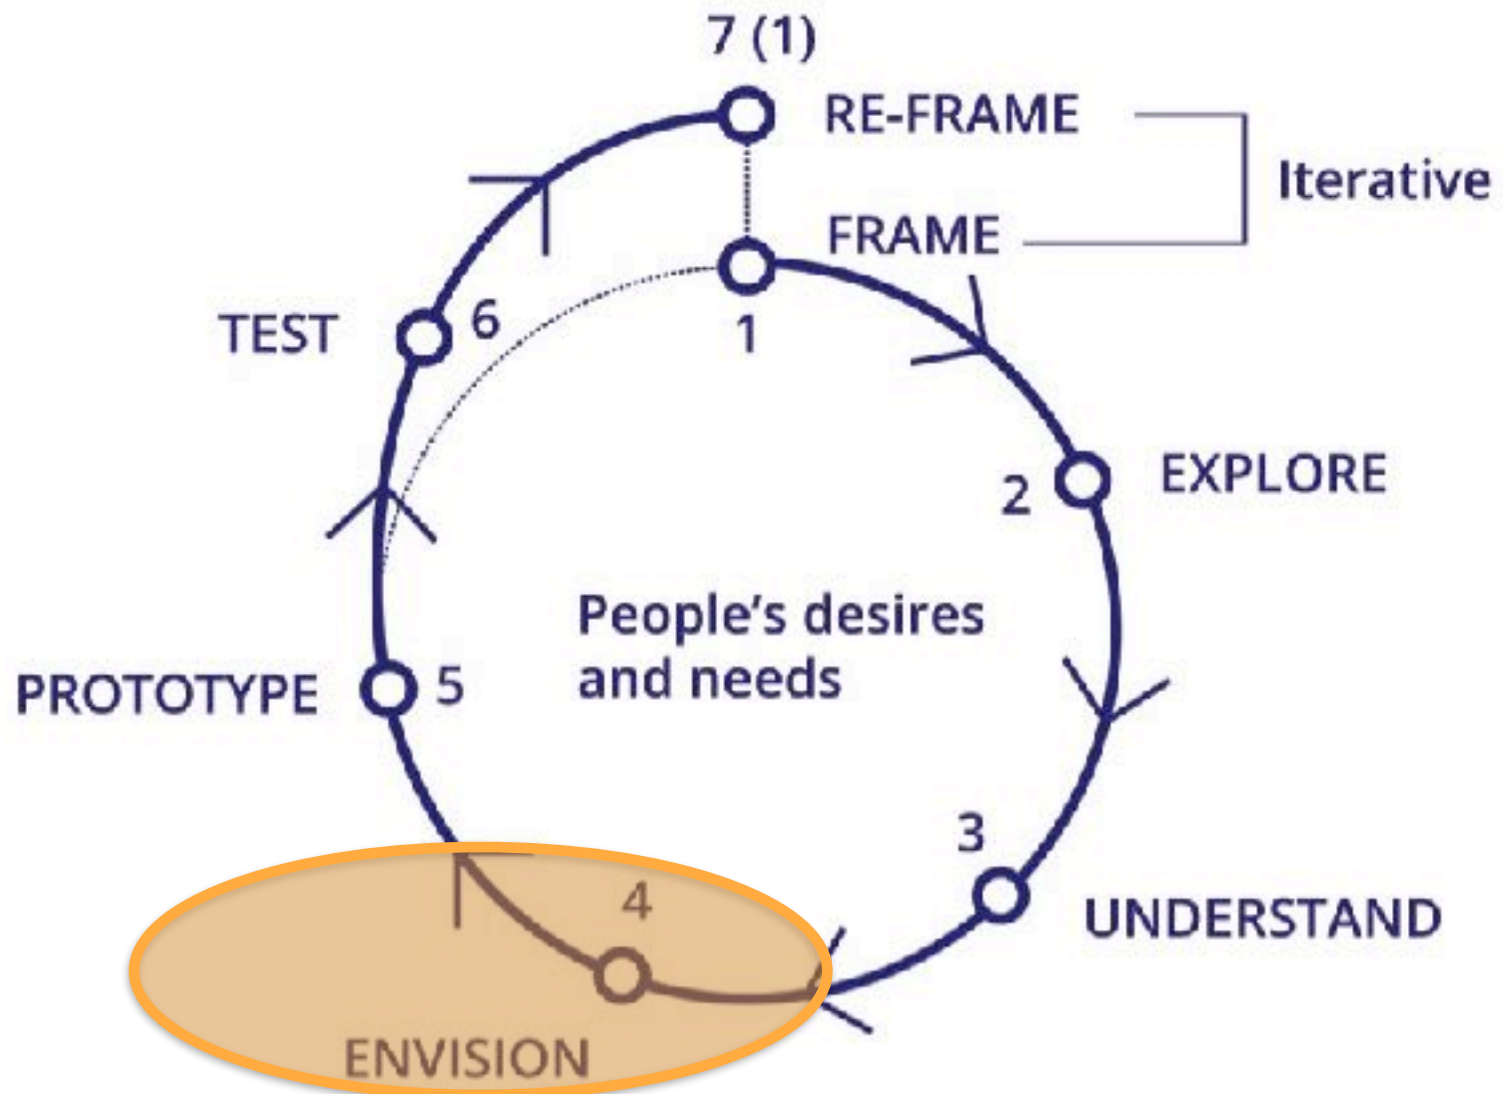 7 (1)
RE-FRAME
Iterative
FRAME
1
TEST
6
2
EXPLORE
People's desires
and needs
PROTOTYPE
5
3
UNDERSTAND
4
ENVISION